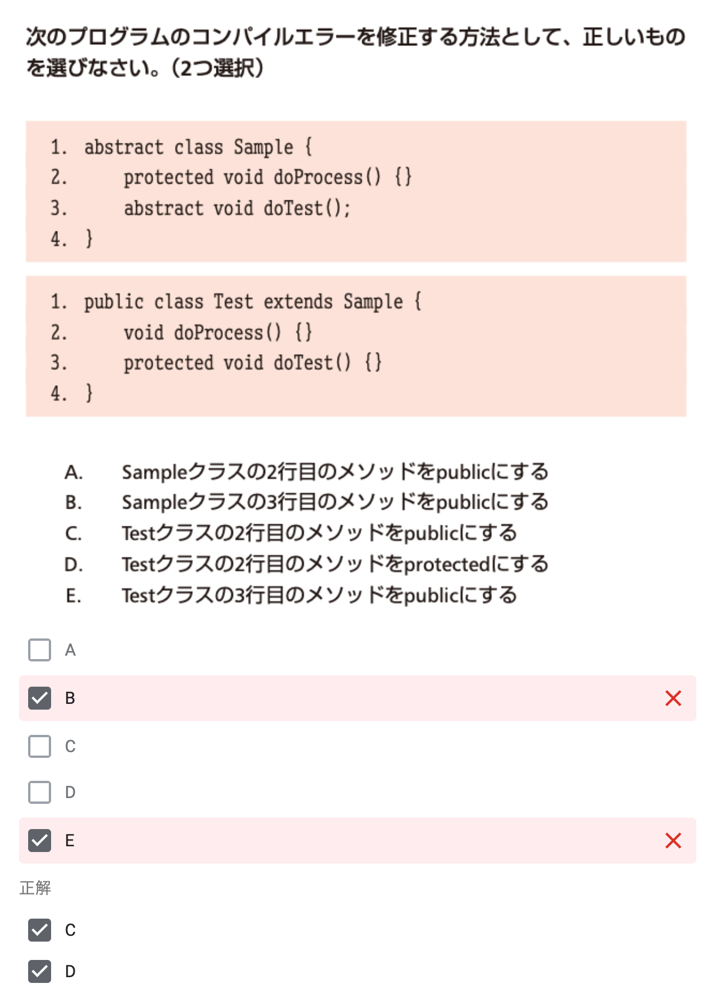 次のプログラムのコンパイルエラーを修正する方法として、正しいもの
を選びなさい。（2つ選択）
1. abstract class Sample {
2.     protected void doProcess() {}
3.     abstract void doTest();
4. }
1. public class Test extends Sample {
2.     void doProcess() {}
3.     protected void doTest() {}
4. }
A. Sampleクラスの2行目のメソッドをpublicにする
B. Sampleクラスの3行目のメソッドをpublicにする
C. Testクラスの2行目のメソッドをpublicにする
D. Testクラスの2行目のメソッドをprotectedにする
E. Testクラスの3行目のメソッドをpublicにする
A
B
C
D
E
正解
C
D